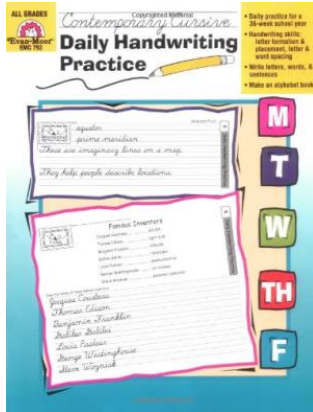 ALL GRADES
Evan-Moor
EMC 793
Copyrighted Material
Contemporary Cursive
Daily Handwriting
Practice
• Daily practice for a
36-week school year
• Handwriting skills:
letter formation &
placement, letter &
word spacing
• Write letters, words, &
sentences
• Make an alphabet book
M
T
W
TH
F
equator
prime meridian
These are imaginary lines on a map.
They help people describe locations.
Famous Inventors
Jacques Cousteau
Thomas Edison
Benjamin Franklin
Galileo Galilei
Louis Pasteur
George Westinghouse
Steve Wozniak